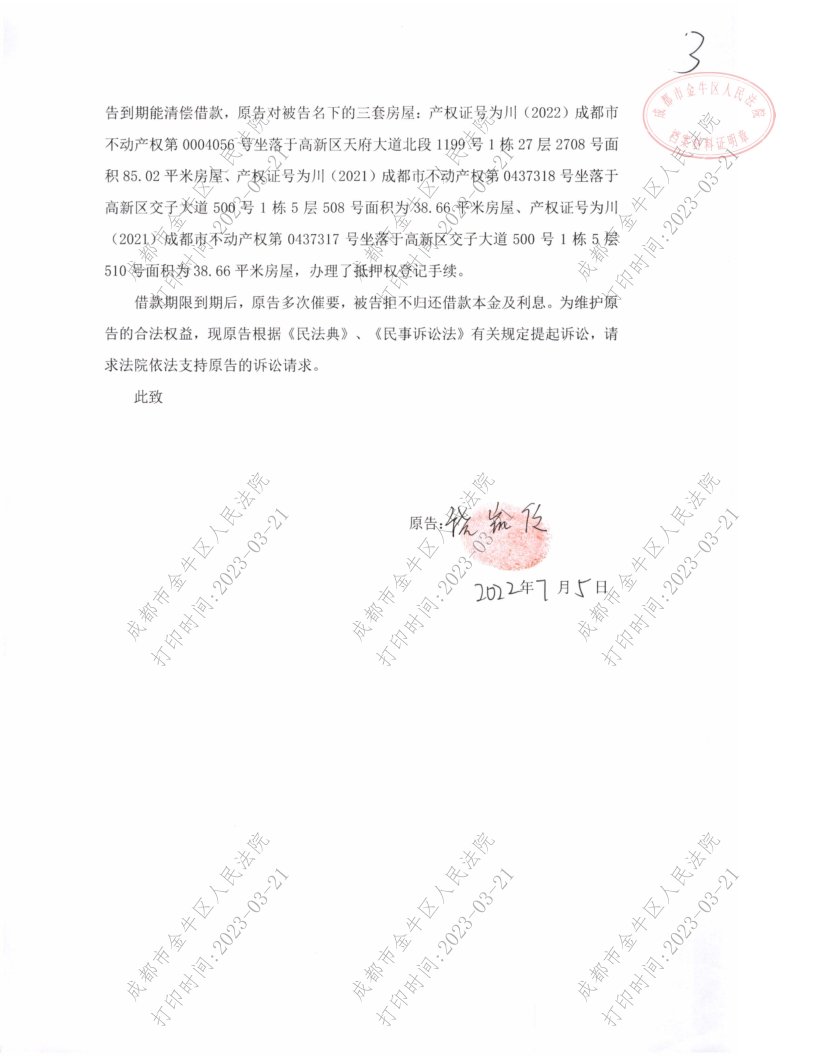 3
成都市金牛区人民法院
档案材料证明章
告到期能清偿借款，原告对被告名下的三套房屋：产权证号为川（2022）成都市
不动产权第 0004056 号坐落于高新区天府大道北段 1199 号 1 栋 27 层 2708 号面
积 85.02 平米房屋、产权证号为川（2021）成都市不动产权第 0437318 号坐落于
高新区交子大道 500 号 1 栋 5 层 508 号面积为 38.66 平米房屋、产权证号为川
（2021）成都市不动产权第 0437317 号坐落于高新区交子大道 500 号 1 栋 5 层
510 号面积为 38.66 平米房屋，办理了抵押权登记手续。
借款期限到期后，原告多次催要，被告拒不归还借款本金及利息。为维护原
告的合法权益，现原告根据《民法典》、《民事诉讼法》有关规定提起诉讼，请
求法院依法支持原告的诉讼请求。
此致
原告：
2022年7月5日
成都市金牛区人民法院
打印时间:2023-03-21
成都市金牛区人民法院
打印时间:2023-03-21
成都市金牛区人民法院
打印时间:2023-03-21
成都市金牛区人民法院
打印时间:2023-03-21
成都市金牛区人民法院
打印时间:2023-03-21
成都市金牛区人民法院
打印时间:2023-03-21
成都市金牛区人民法院
打印时间:2023-03-21
成都市金牛区人民法院
打印时间:2023-03-21
成都市金牛区人民法院
打印时间:2023-03-21